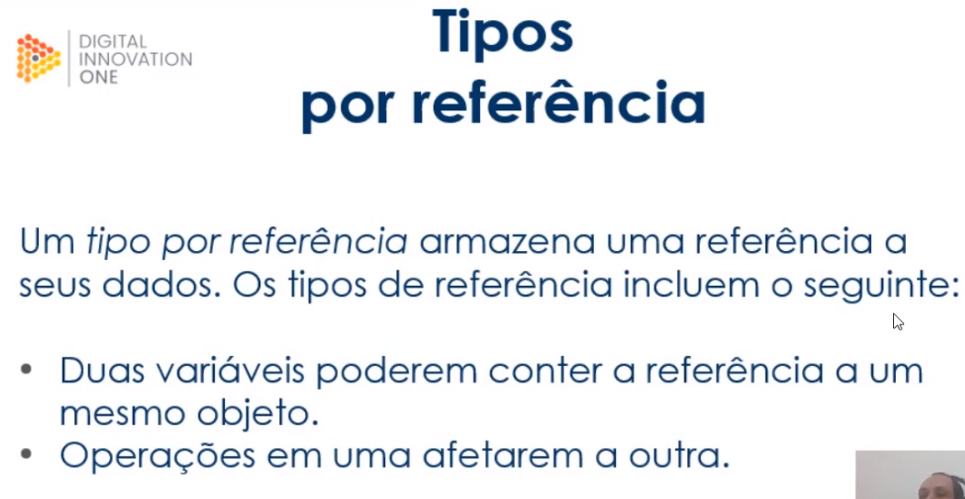 DIGITAL
INNOVATION
ONE
Tipos
por referência
Um tipo por referência armazena uma referência a
seus dados. Os tipos de referência incluem o seguinte:
• Duas variáveis poderem conter a referência a um
mesmo objeto.
• Operações em uma afetarem a outra.